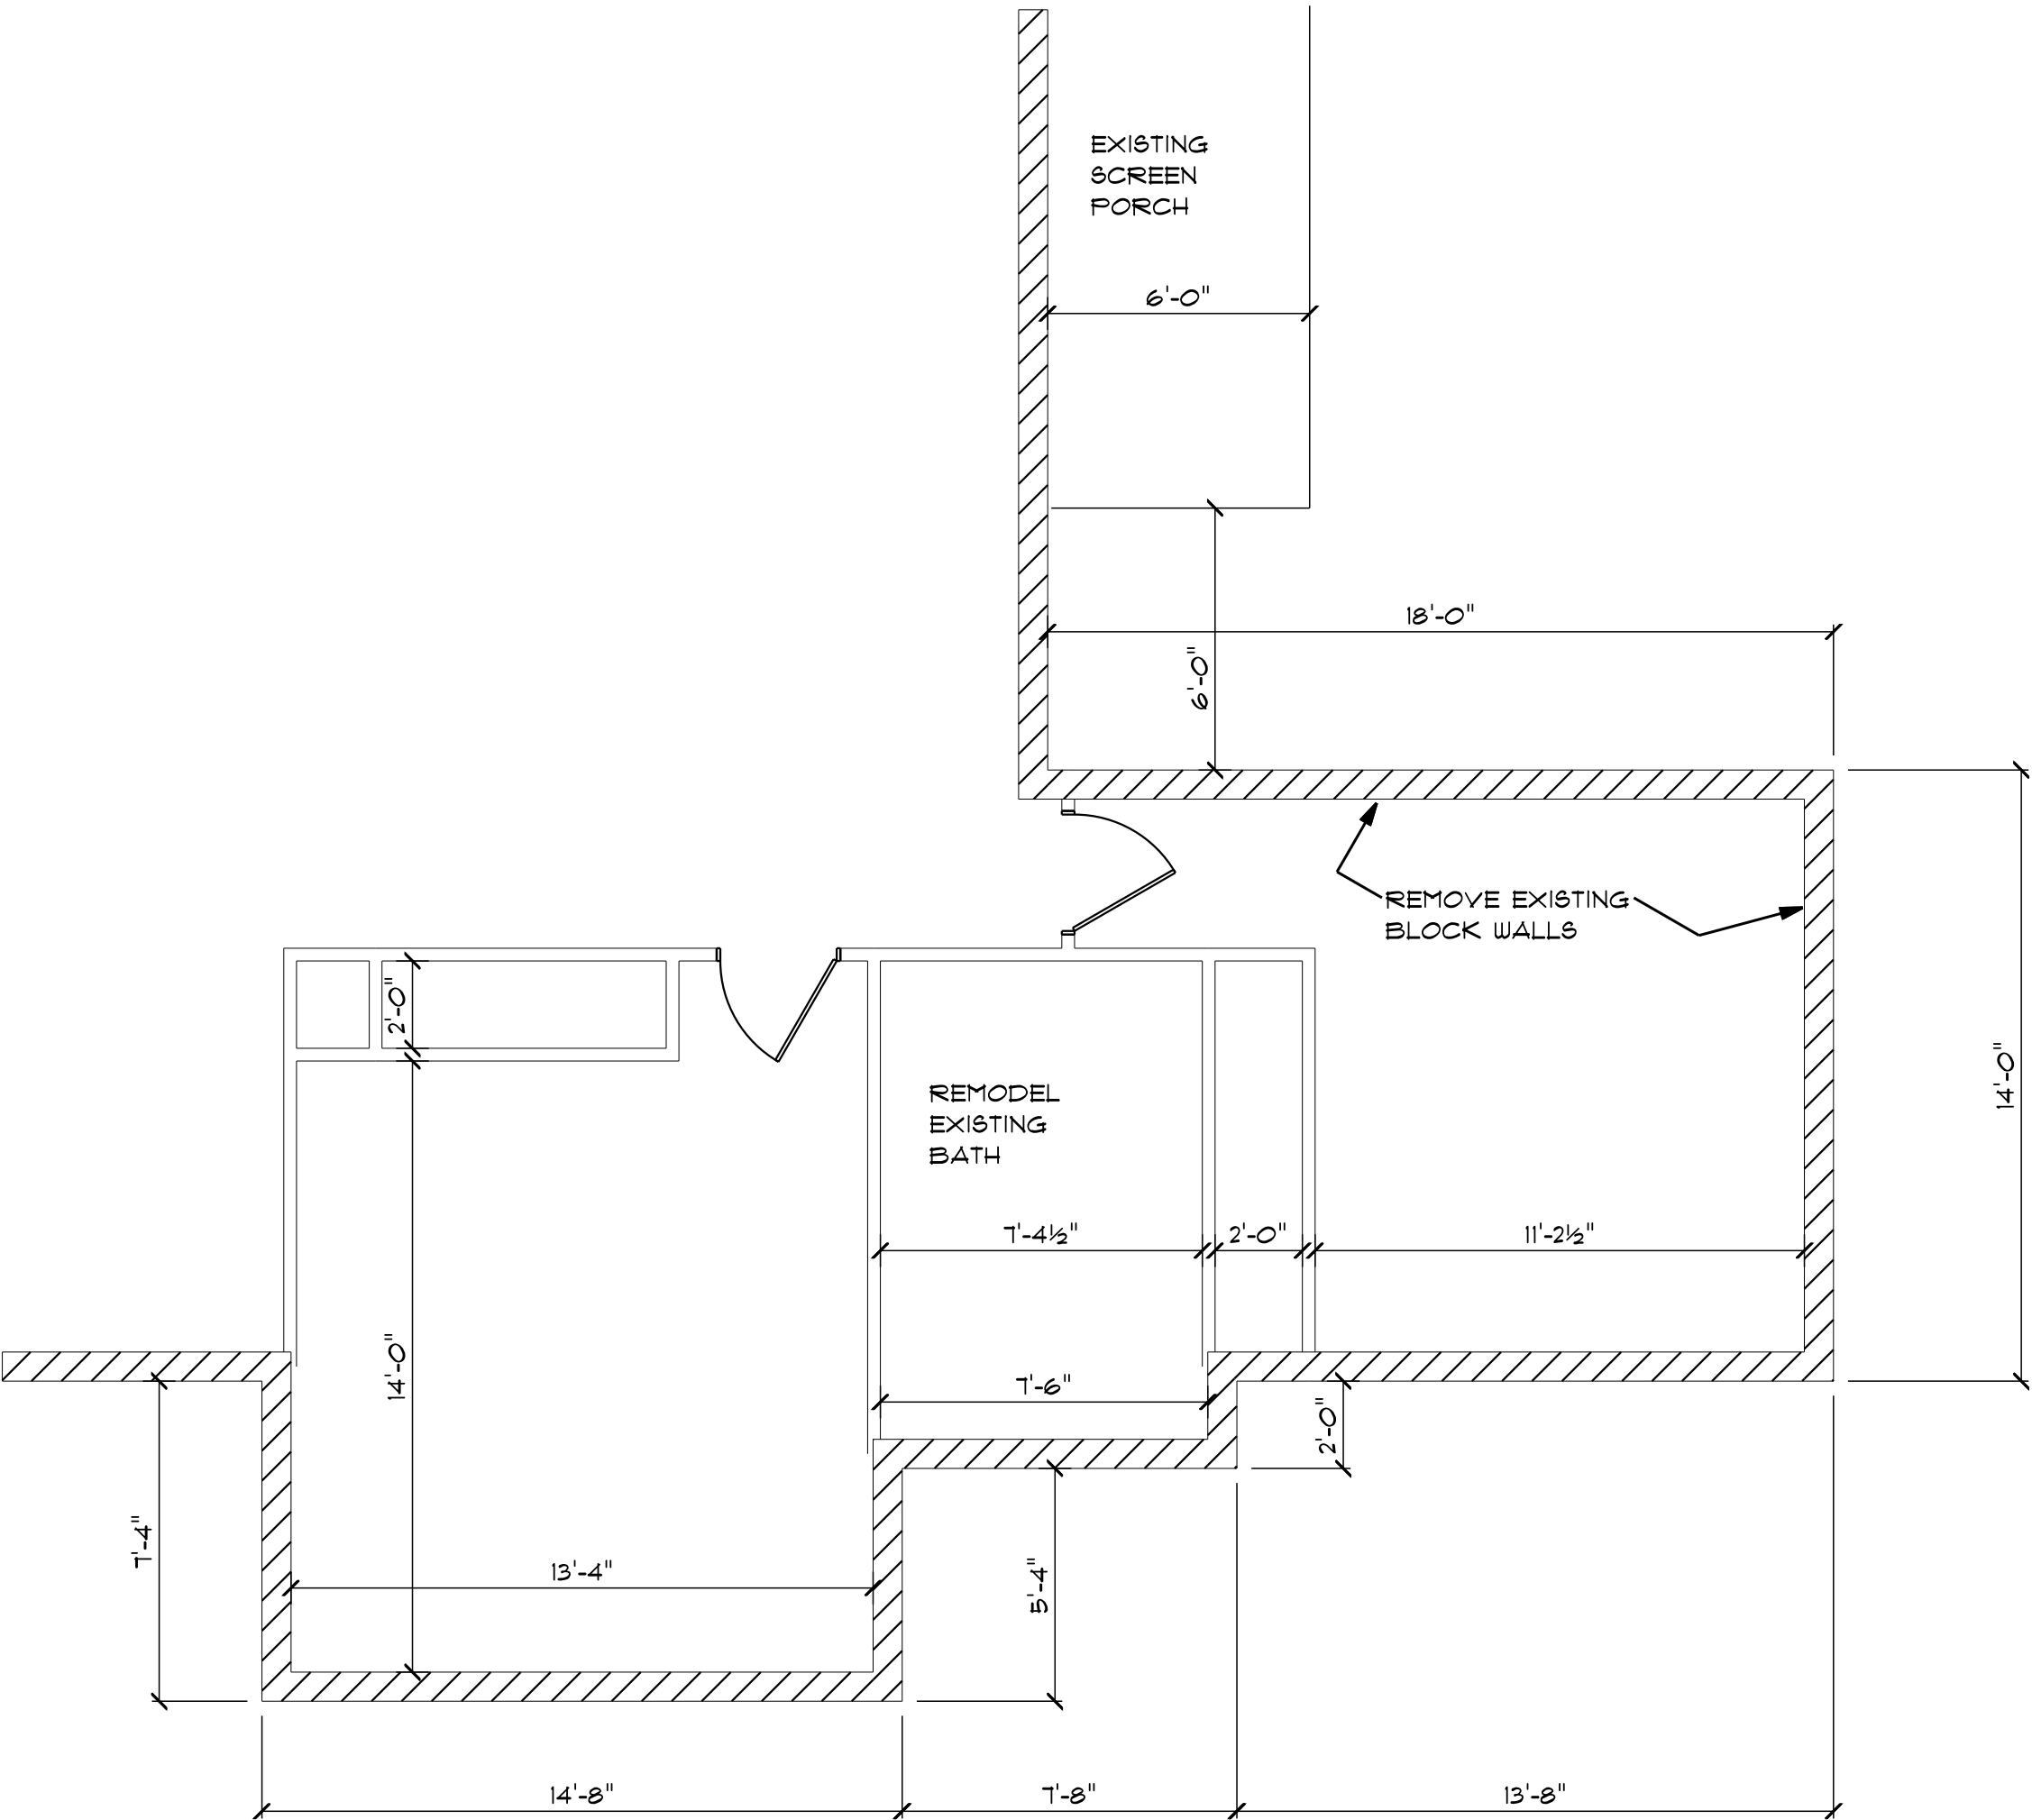 EXISTING
SCREEN
PORCH
6'-0"
18'-0"
6'-0"
REMOVE EXISTING
BLOCK WALLS
2'-0"
14'-0"
REMODEL
EXISTING
BATH
7'-4½"
2'-0"
11'-2½"
14'-0"
7'-6"
2'-0"
7'-4"
13'-4"
5'-4"
14'-8"
7'-8"
13'-8"